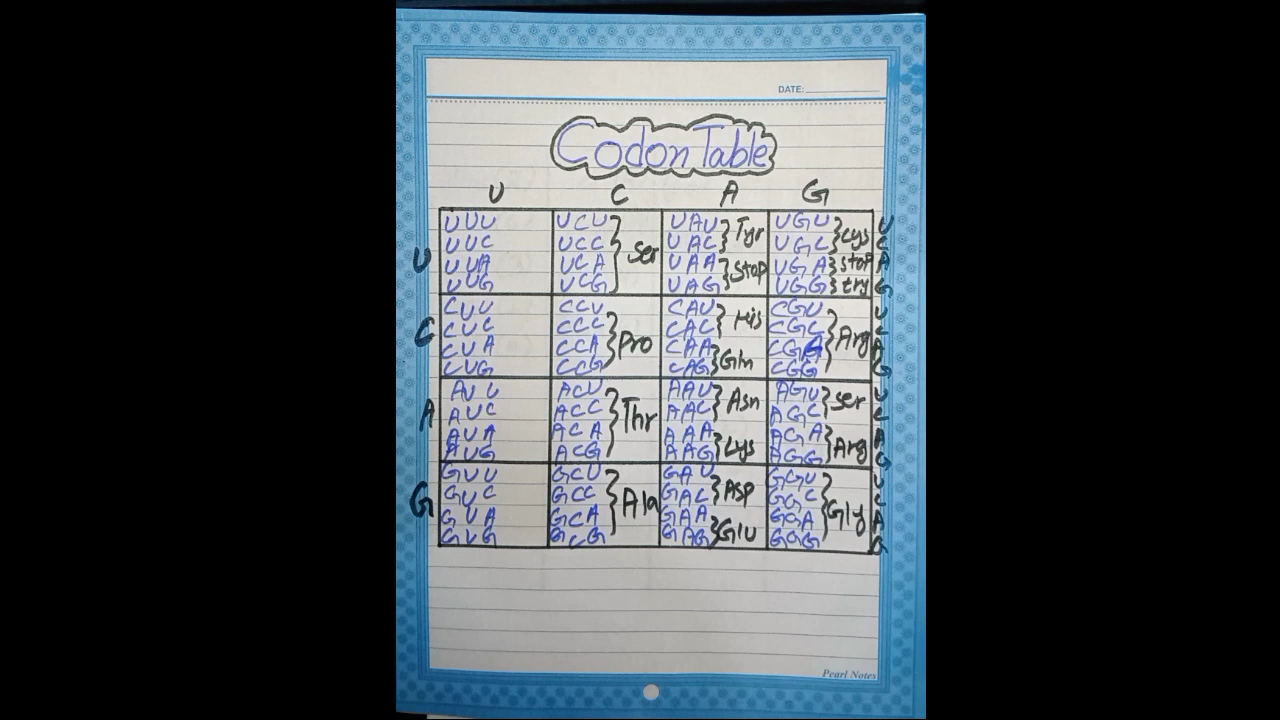 DATE:
Codon Table
U C A G
UUU UCU UAU UGU U
UUC UCC Ser UAC Tyr UGC Cys C
U UUA UCA UAA UGA stop A
UUG UCG UAG Stop UGG try G
CUU CCU CAU CGU U
C CUC CCC CAC His CGC C
CUA CCA Pro CAA CGA Arg A
CUG CCG CAG Gln CGG G
AUU ACU AAU AGU U
A AUC ACC AAC Asn AGC ser C
AUA ACA Thr AAA AGA A
AUG ACG AAG Lys AGG Arg G
GUU GCU GAU GGU U
G GUC GCC GAC Asp GGC C
GUA GCA Ala GAA GGA Gly A
GUG GCG GAG Glu GGG G
Pearl Notes